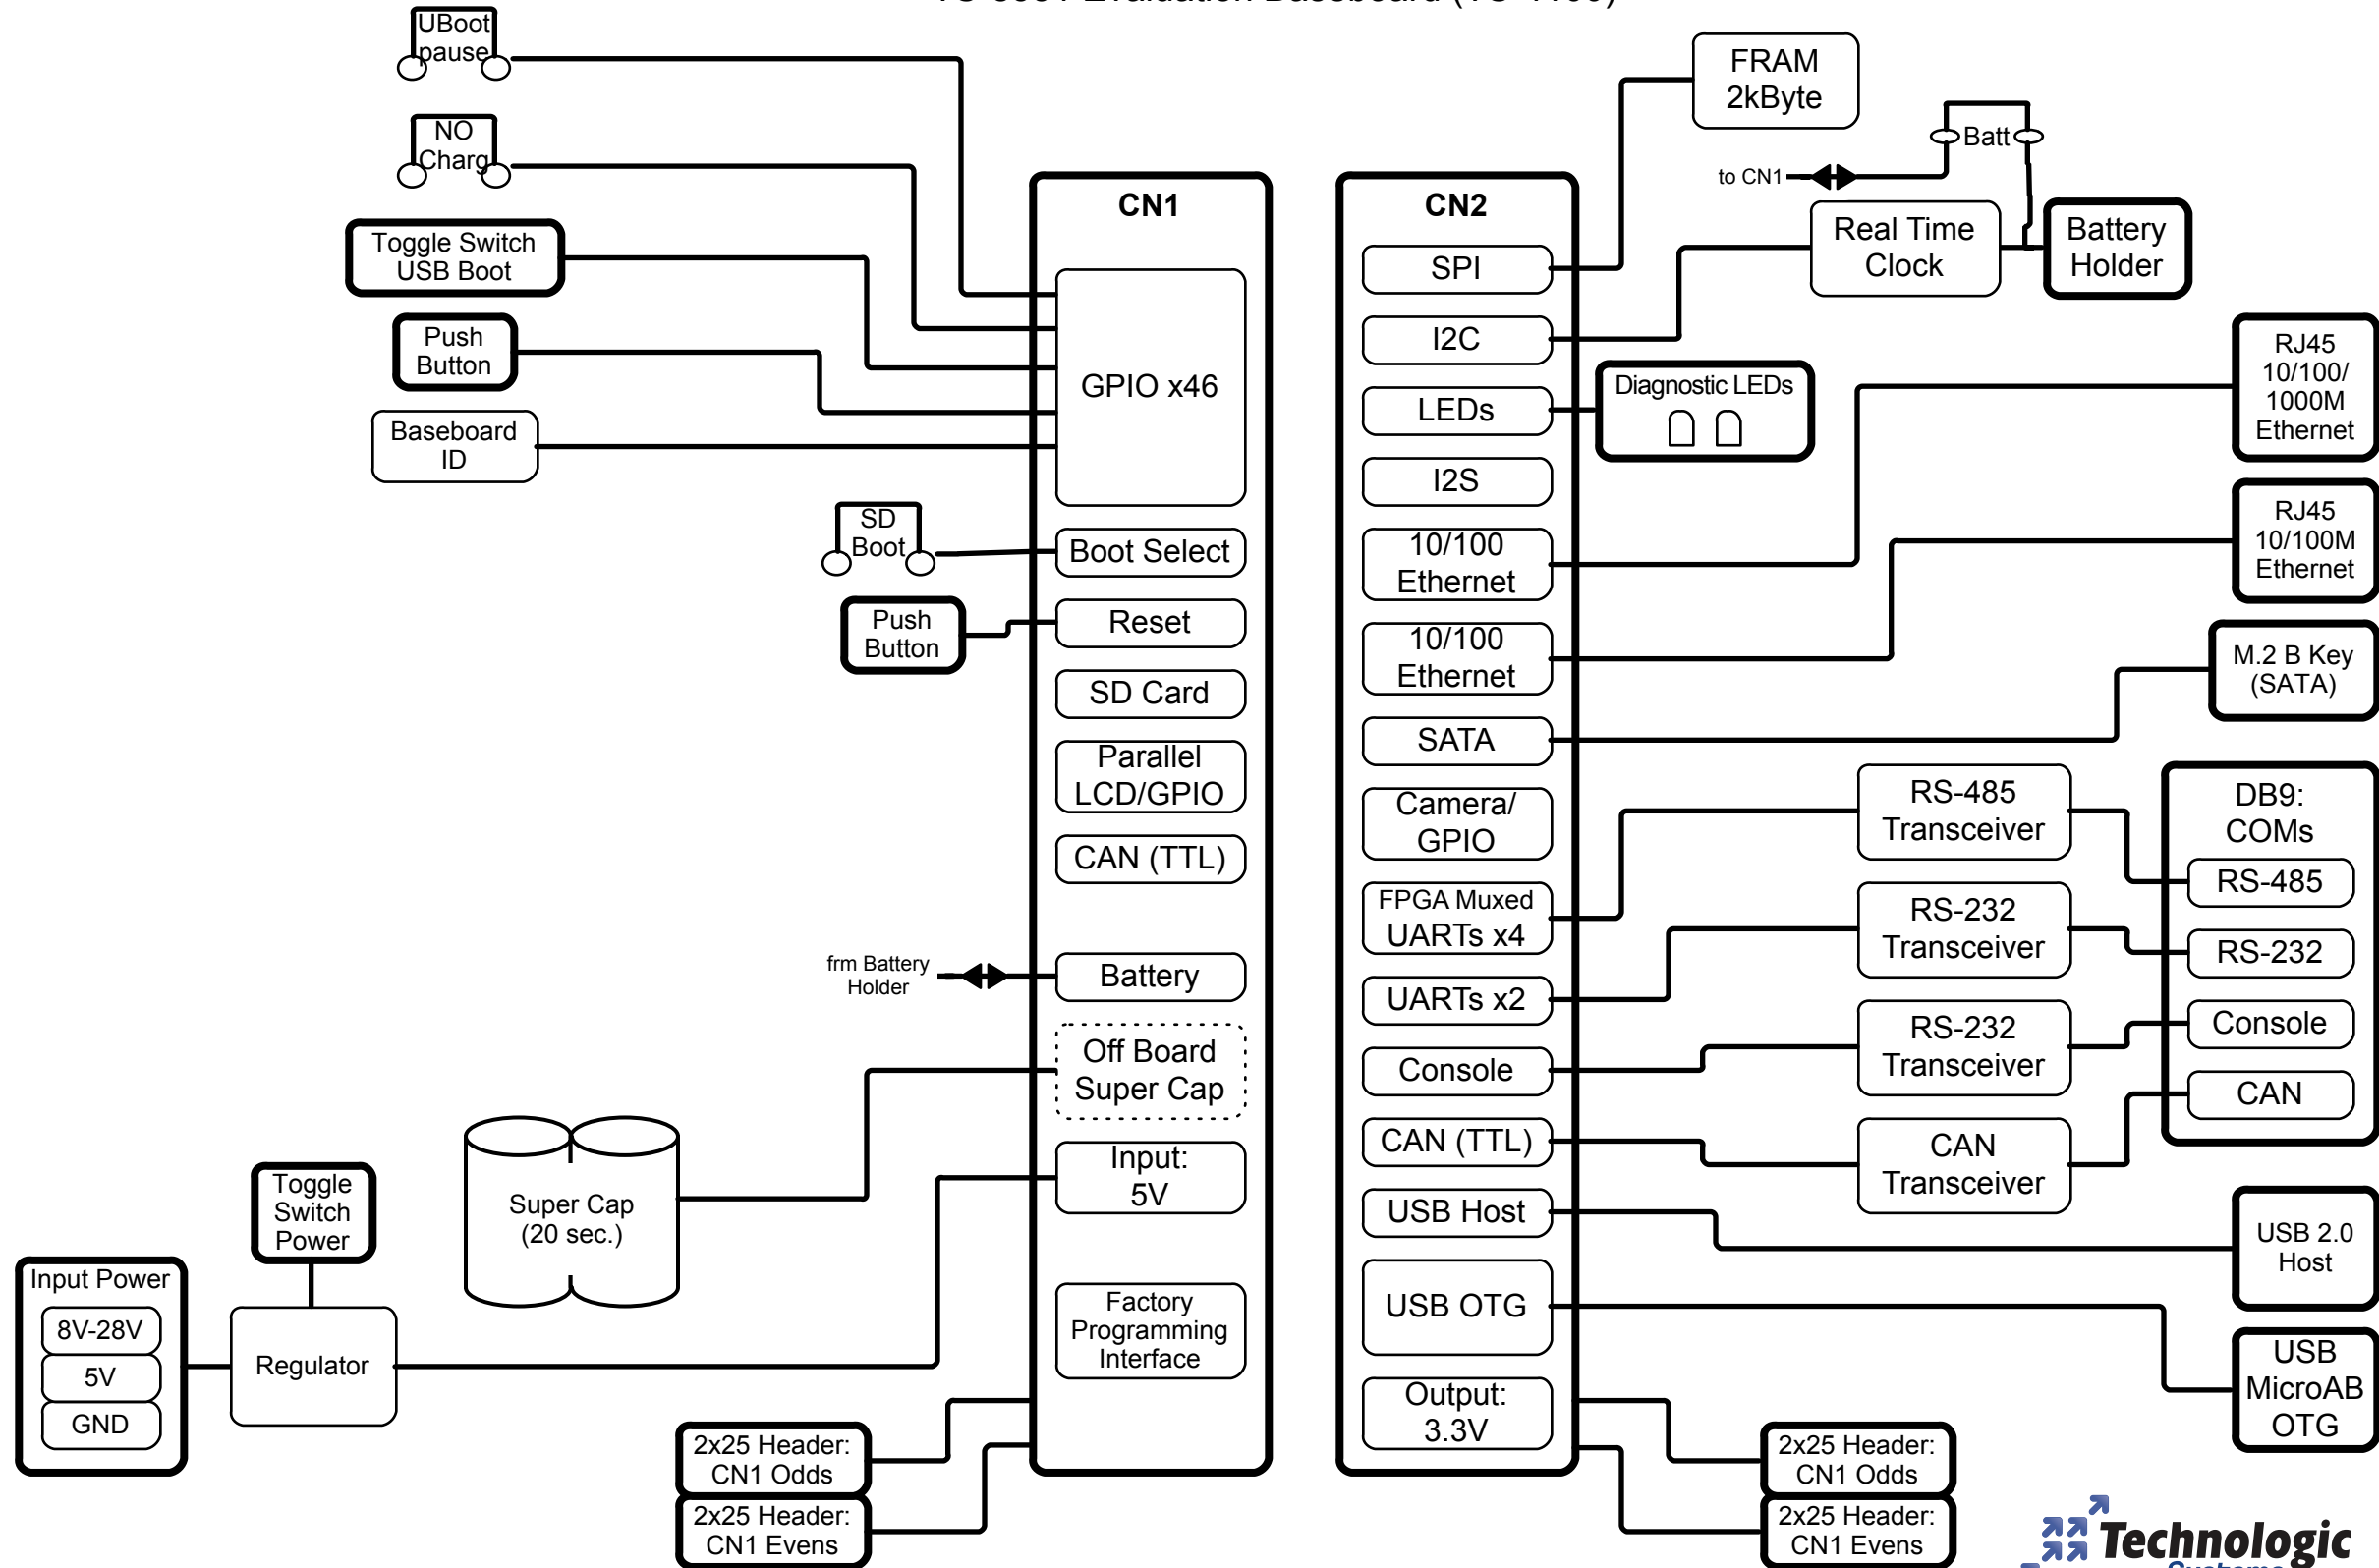 UBoot
pause
NO
Charg
Toggle Switch
USB Boot
Push
Button
Baseboard
ID
SD
Boot
Push
Button
frm Battery
Holder
Super Cap
(20 sec.)
Toggle
Switch
Power
Input Power
8V-28V
5V
GND
Regulator
2x25 Header:
CN1 Odds
2x25 Header:
CN1 Evens
CN1
GPIO x46
Boot Select
Reset
SD Card
Parallel
LCD/GPIO
CAN (TTL)
Battery
Off Board
Super Cap
Input:
5V
Factory
Programming
Interface
CN2
SPI
I2C
LEDs
I2S
10/100
Ethernet
10/100
Ethernet
SATA
Camera/
GPIO
FPGA Muxed
UARTs x4
UARTs x2
Console
CAN (TTL)
USB Host
USB OTG
Output:
3.3V
FRAM
2kByte
Batt
to CN1
Real Time
Clock
Battery
Holder
Diagnostic LEDs
RJ45
10/100/
1000M
Ethernet
RJ45
10/100M
Ethernet
M.2 B Key
(SATA)
RS-485
Transceiver
RS-232
Transceiver
RS-232
Transceiver
CAN
Transceiver
DB9:
COMs
RS-485
RS-232
Console
CAN
USB 2.0
Host
USB
MicroAB
OTG
2x25 Header:
CN1 Odds
2x25 Header:
CN1 Evens
Technologic